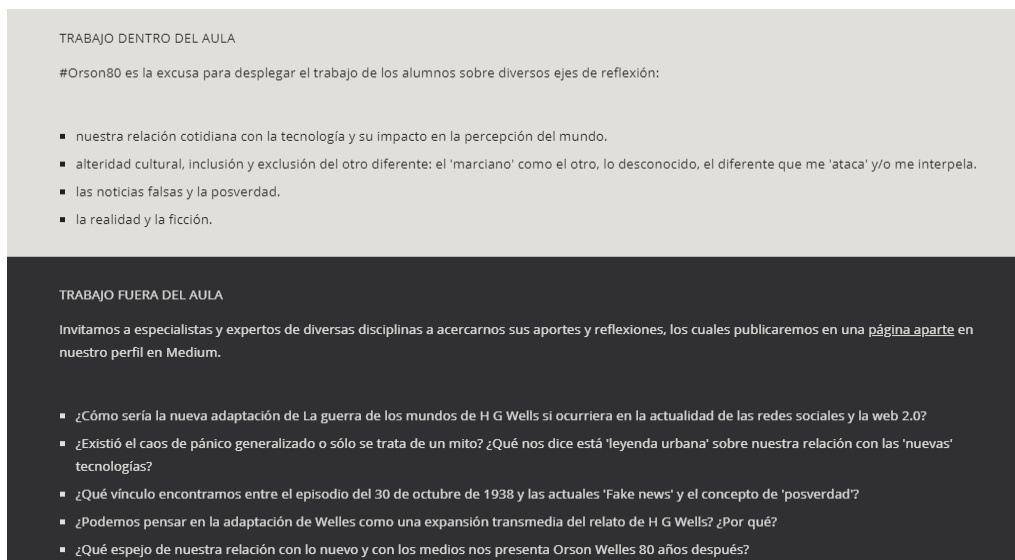 TRABAJO DENTRO DEL AULA
#Orson80 es la excusa para desplegar el trabajo de los alumnos sobre diversos ejes de reflexión:
▪ nuestra relación cotidiana con la tecnología y su impacto en la percepción del mundo.
▪ alteridad cultural, inclusión y exclusión del otro diferente: el 'marciano' como el otro, lo desconocido, el diferente que me 'ataca' y/o me interpela.
▪ las noticias falsas y la posverdad.
▪ la realidad y la ficción.
TRABAJO FUERA DEL AULA
Invitamos a especialistas y expertos de diversas disciplinas a acercarnos sus aportes y reflexiones, los cuales publicaremos en una página aparte en
nuestro perfil en Medium.
▪ ¿Cómo sería la nueva adaptación de La guerra de los mundos de H G Wells si ocurriera en la actualidad de las redes sociales y la web 2.0?
▪ ¿Existió el caos de pánico generalizado o sólo se trata de un mito? ¿Qué nos dice está 'leyenda urbana' sobre nuestra relación con las 'nuevas'
tecnologías?
▪ ¿Qué vínculo encontramos entre el episodio del 30 de octubre de 1938 y las actuales 'Fake news' y el concepto de 'posverdad'?
▪ ¿Podemos pensar en la adaptación de Welles como una expansión transmedia del relato de H G Wells? ¿Por qué?
▪ ¿Qué espejo de nuestra relación con lo nuevo y con los medios nos presenta Orson Welles 80 años después?